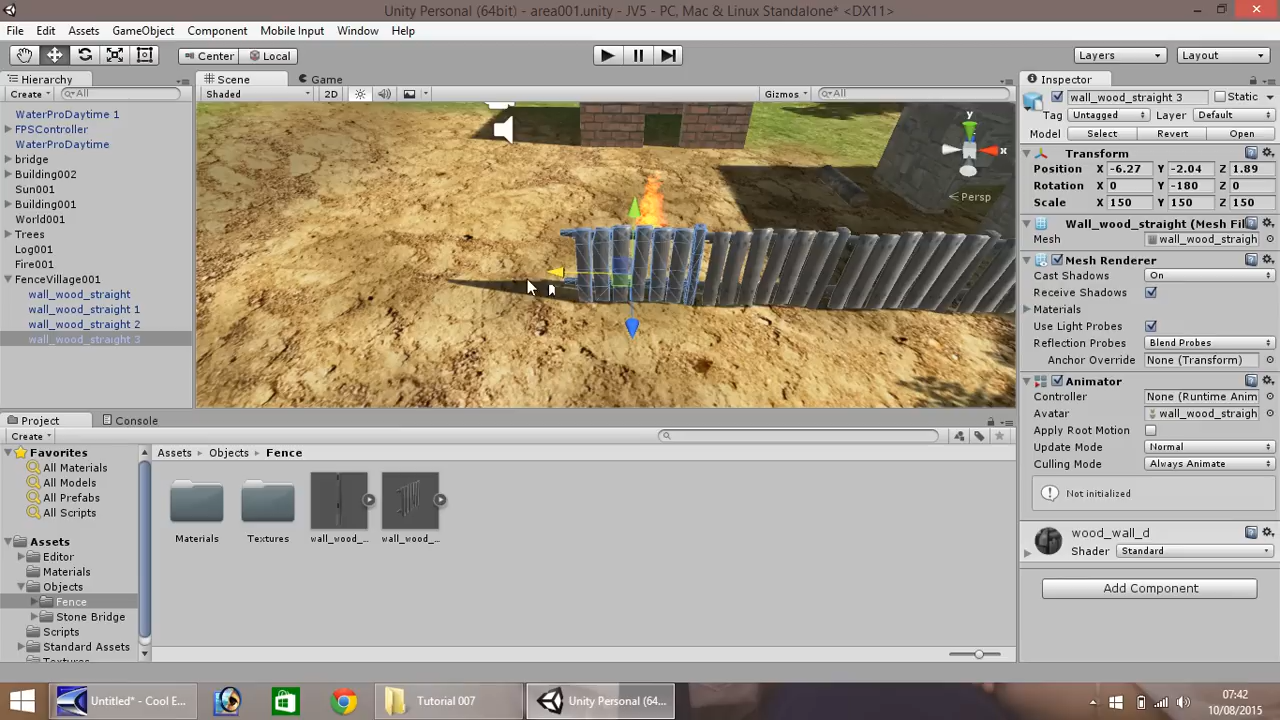 Unity Personal (64bit) - area001.unity - JV5 - PC, Mac & Linux Standalone* <DX11>
File Edit Assets GameObject Component Mobile Input Window Help
Center Local Layers Layout
Hierarchy
Create All
WaterProDaytime 1
FPSController
WaterProDaytime
bridge
Building002
Sun001
Building001
World001
Trees
Log001
Fire001
FenceVillage001
wall_wood_straight
wall_wood_straight 1
wall_wood_straight 2
wall_wood_straight 3
Scene Game
Shaded 2D Gizmos All
y
x
Persp
Inspector
wall_wood_straight 3 Static
Tag Untagged Layer Default
Model Select Revert Open
Transform
Position X -6.27 Y -2.04 Z 1.89
Rotation X 0 Y -180 Z 0
Scale X 150 Y 150 Z 150
Wall_wood_straight (Mesh Fil
Mesh wall_wood_straigh
Mesh Renderer
Cast Shadows On
Receive Shadows
Materials
Use Light Probes
Reflection Probes Blend Probes
Anchor Override None (Transform)
Animator
Controller None (Runtime Anim
Avatar wall_wood_straigh
Apply Root Motion
Update Mode Normal
Culling Mode Always Animate
Not initialized
wood_wall_d
Shader Standard
Add Component
Project Console
Create
Favorites
All Materials
All Models
All Prefabs
All Scripts
Assets
Editor
Materials
Objects
Fence
Stone Bridge
Scripts
Standard Assets
Assets Objects Fence
Materials Textures wall_wood_... wall_wood_...
Untitled* - Cool E... Tutorial 007 Unity Personal (64...
07:42
10/08/2015